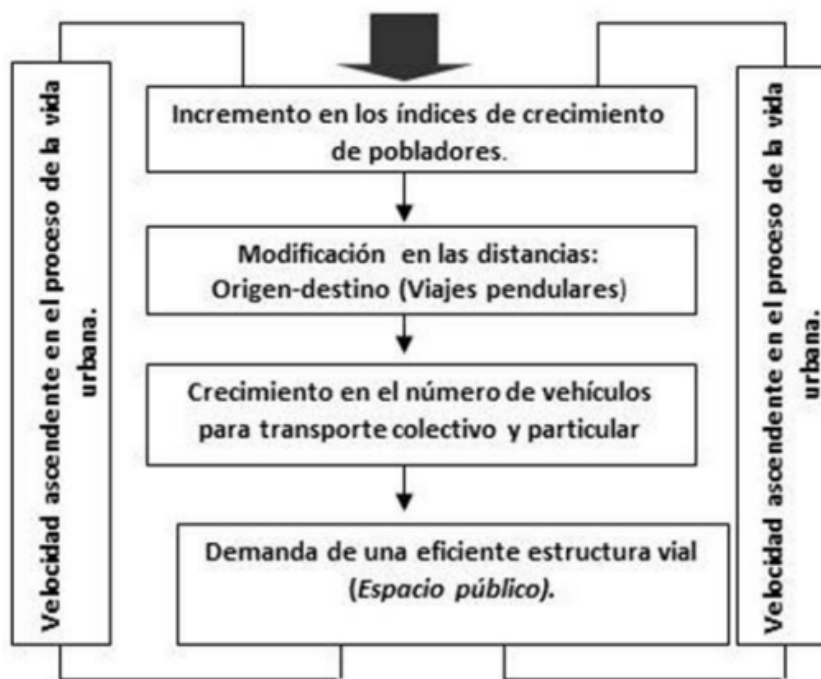 Velocidad ascendente en el proceso de la vida
urbana.
Incremento en los índices de crecimiento
de pobladores.
Modificación en las distancias:
Origen-destino (Viajes pendulares)
Crecimiento en el número de vehículos
para transporte colectivo y particular
Demanda de una eficiente estructura vial
(Espacio público).
Velocidad ascendente en el proceso de la vida
urbana.